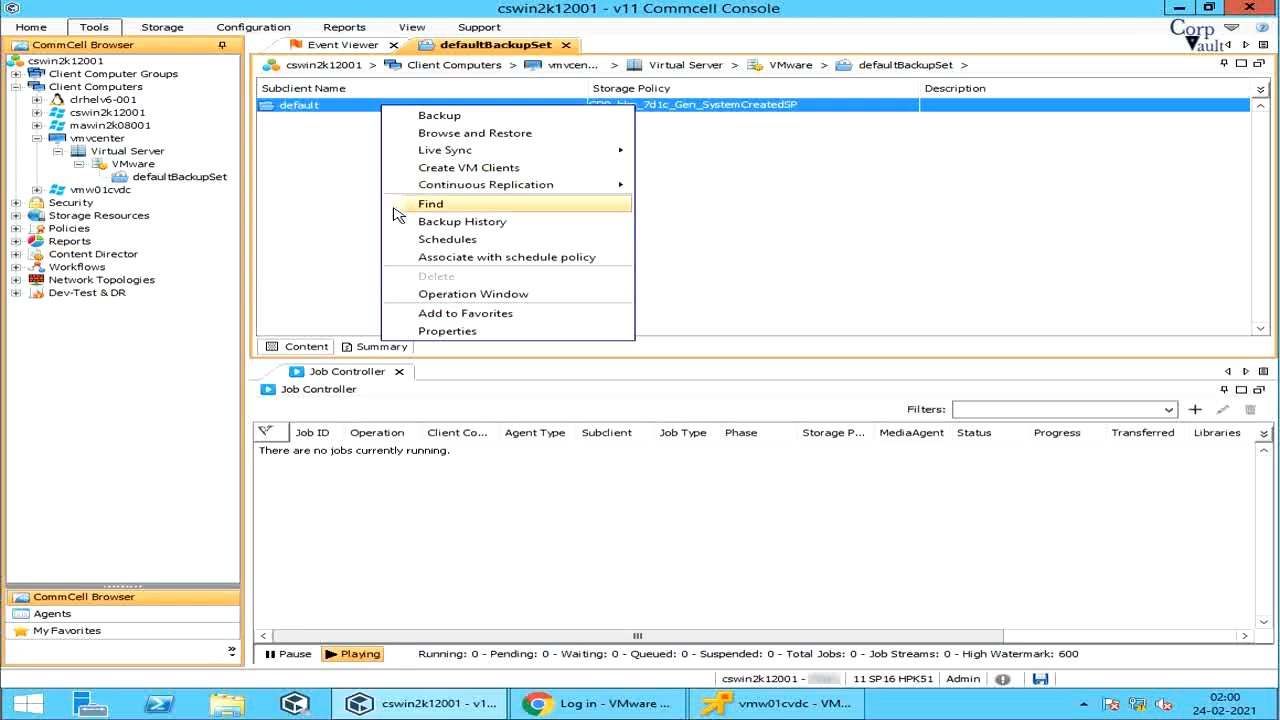 cswin2k12001 - v11 Commcell Console
Home Tools Storage Configuration Reports View Support
Corp Vault
CommCell Browser
cswin2k12001
Client Computer Groups
Client Computers
clrhelv6-001
cswin2k12001
mawin2k08001
vmvcenter
Virtual Server
VMware
defaultBackupSet
vmw01cvdc
Security
Storage Resources
Policies
Reports
Content Director
Workflows
Network Topologies
Dev-Test & DR
CommCell Browser
Agents
My Favorites
Event Viewer defaultBackupSet
cswin2k12001 > Client Computers > vmvcen... > Virtual Server > VMware > defaultBackupSet >
Subclient Name Storage Policy Description
default _7d1c_Gen_SystemCreatedSP
Backup
Browse and Restore
Live Sync
Create VM Clients
Continuous Replication
Find
Backup History
Schedules
Associate with schedule policy
Delete
Operation Window
Add to Favorites
Properties
Content Summary
Job Controller
Job Controller
Filters:
Job ID Operation Client Co... Agent Type Subclient Job Type Phase Storage P... MediaAgent Status Progress Transferred Libraries
There are no jobs currently running.
Pause Playing Running: 0 - Pending: 0 - Waiting: 0 - Queued: 0 - Suspended: 0 - Total Jobs: 0 - Job Streams: 0 - High Watermark: 600
cswin2k12001 - 11 SP16 HPK51 Admin
cswin2k12001 - v1... Log in - VMware ... vmw01cvdc - VM...
02:00
24-02-2021